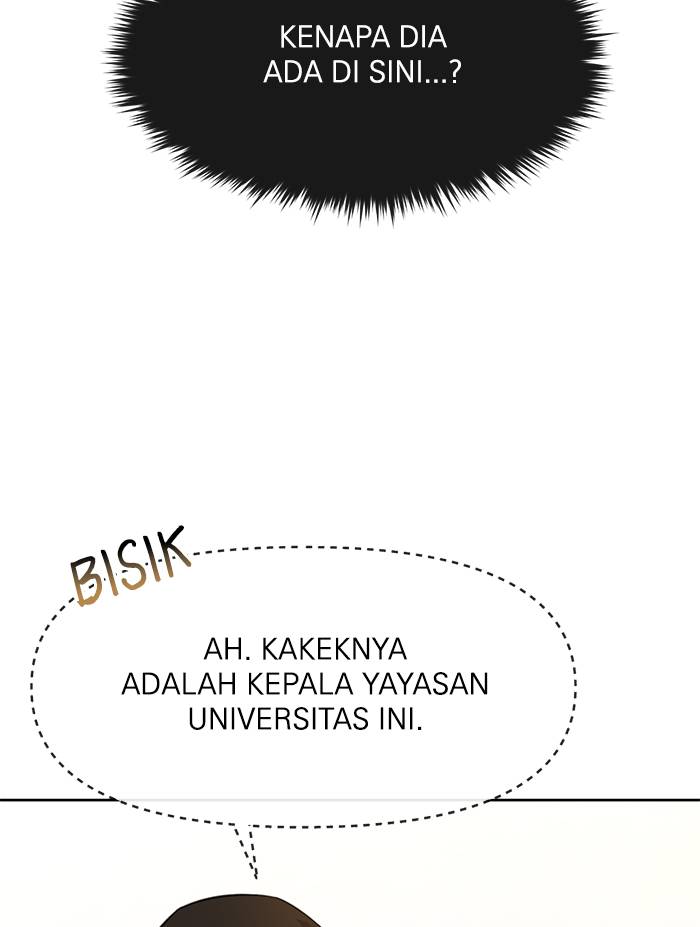 KENAPA DIA
ADA DI SINI...?
BISIK
AH. KAKEKNYA
ADALAH KEPALA YAYASAN
UNIVERSITAS INI.